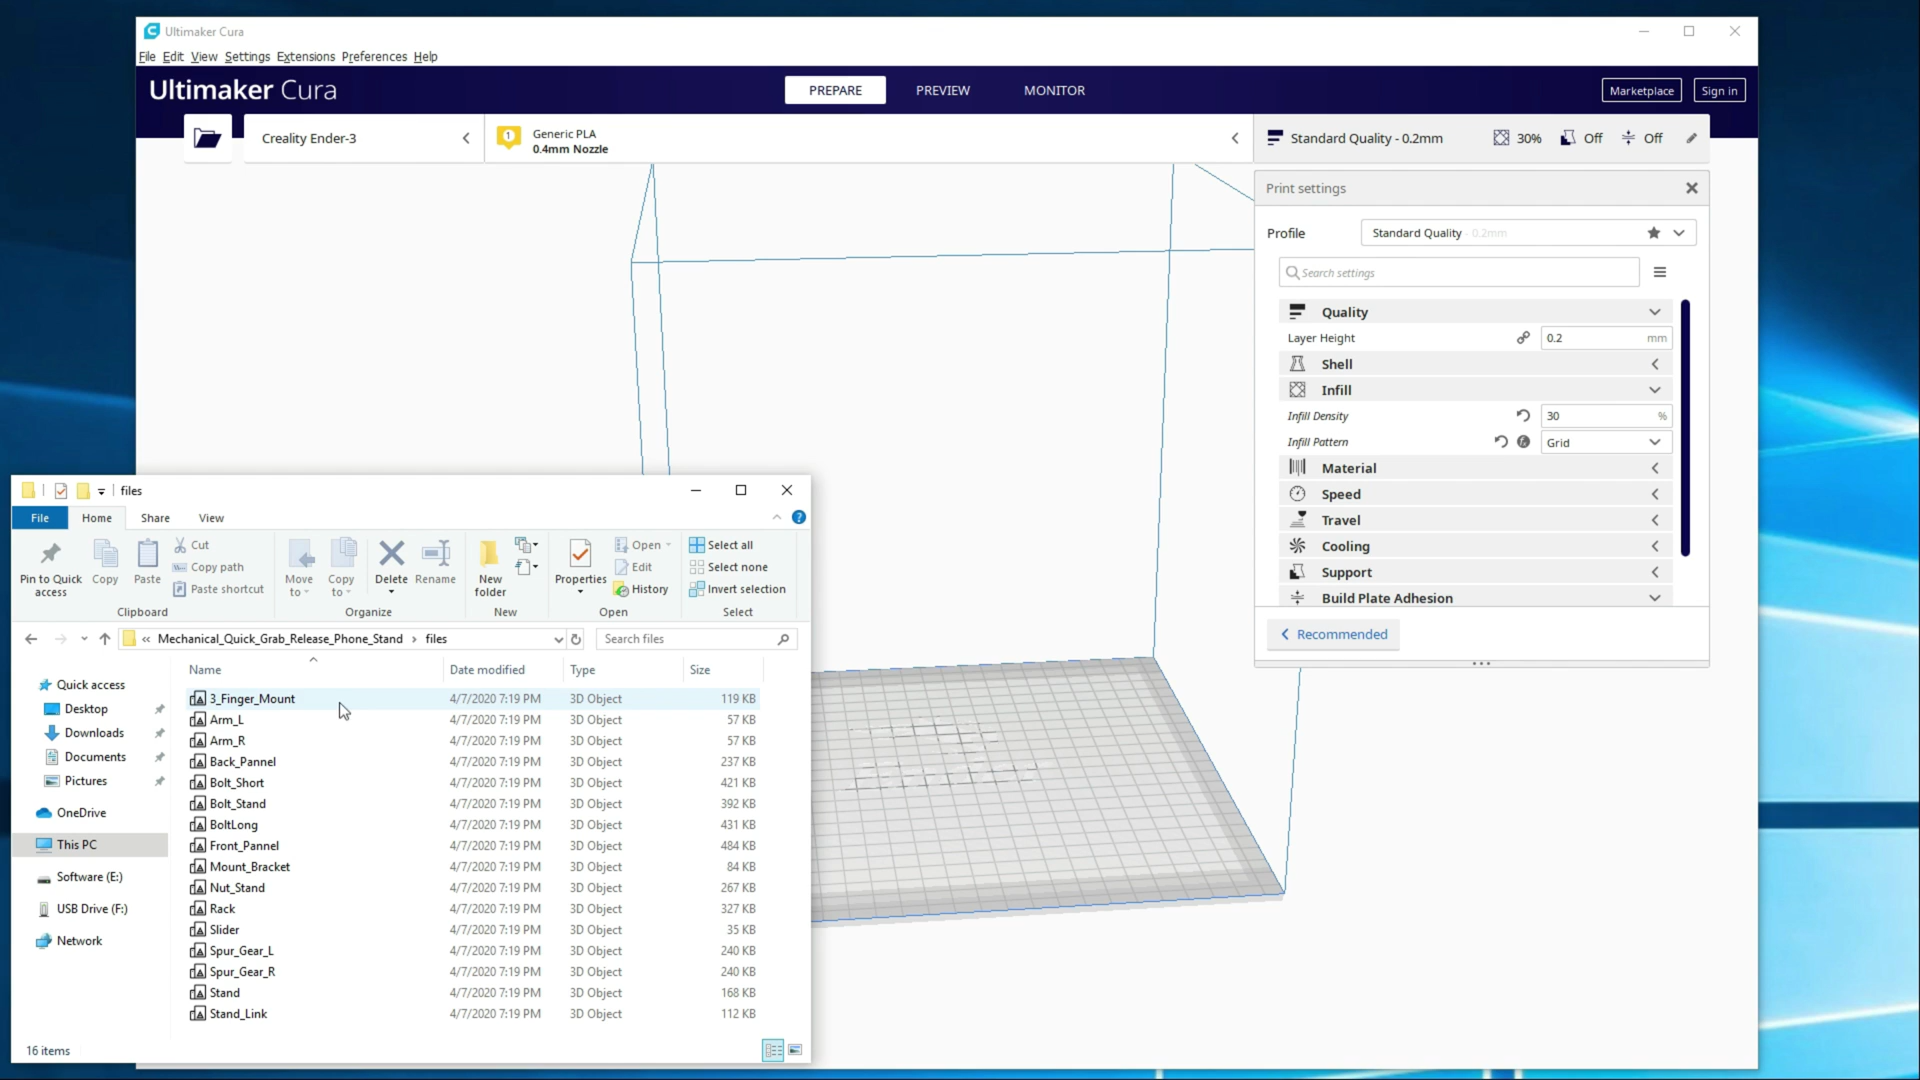 Ultimaker Cura
File Edit View Settings Extensions Preferences Help
Ultimaker Cura
PREPARE
PREVIEW
MONITOR
Marketplace
Sign in
Creality Ender-3
1
Generic PLA
0.4mm Nozzle
Standard Quality - 0.2mm
30%
Off
Off
Print settings
Profile
Standard Quality - 0.2mm
Search settings
Quality
Layer Height
0.2 mm
Shell
Infill
Infill Density
30 %
Infill Pattern
Grid
Material
Speed
Travel
Cooling
Support
Build Plate Adhesion
Recommended
files
File
Home
Share
View
Pin to Quick
access
Copy
Paste
Cut
Copy path
Paste shortcut
Clipboard
Move
to
Copy
to
Delete
Rename
Organize
New
folder
New
Properties
Open
Edit
History
Open
Select all
Select none
Invert selection
Select
« Mechanical_Quick_Grab_Release_Phone_Stand › files
Search files
Name Date modified Type Size
Quick access
Desktop
Downloads
Documents
Pictures
OneDrive
This PC
Software (E:)
USB Drive (F:)
Network
3_Finger_Mount 4/7/2020 7:19 PM 3D Object 119 KB
Arm_L 4/7/2020 7:19 PM 3D Object 57 KB
Arm_R 4/7/2020 7:19 PM 3D Object 57 KB
Back_Pannel 4/7/2020 7:19 PM 3D Object 237 KB
Bolt_Short 4/7/2020 7:19 PM 3D Object 421 KB
Bolt_Stand 4/7/2020 7:19 PM 3D Object 392 KB
BoltLong 4/7/2020 7:19 PM 3D Object 431 KB
Front_Pannel 4/7/2020 7:19 PM 3D Object 484 KB
Mount_Bracket 4/7/2020 7:19 PM 3D Object 84 KB
Nut_Stand 4/7/2020 7:19 PM 3D Object 267 KB
Rack 4/7/2020 7:19 PM 3D Object 327 KB
Slider 4/7/2020 7:19 PM 3D Object 35 KB
Spur_Gear_L 4/7/2020 7:19 PM 3D Object 240 KB
Spur_Gear_R 4/7/2020 7:19 PM 3D Object 240 KB
Stand 4/7/2020 7:19 PM 3D Object 168 KB
Stand_Link 4/7/2020 7:19 PM 3D Object 112 KB
16 items